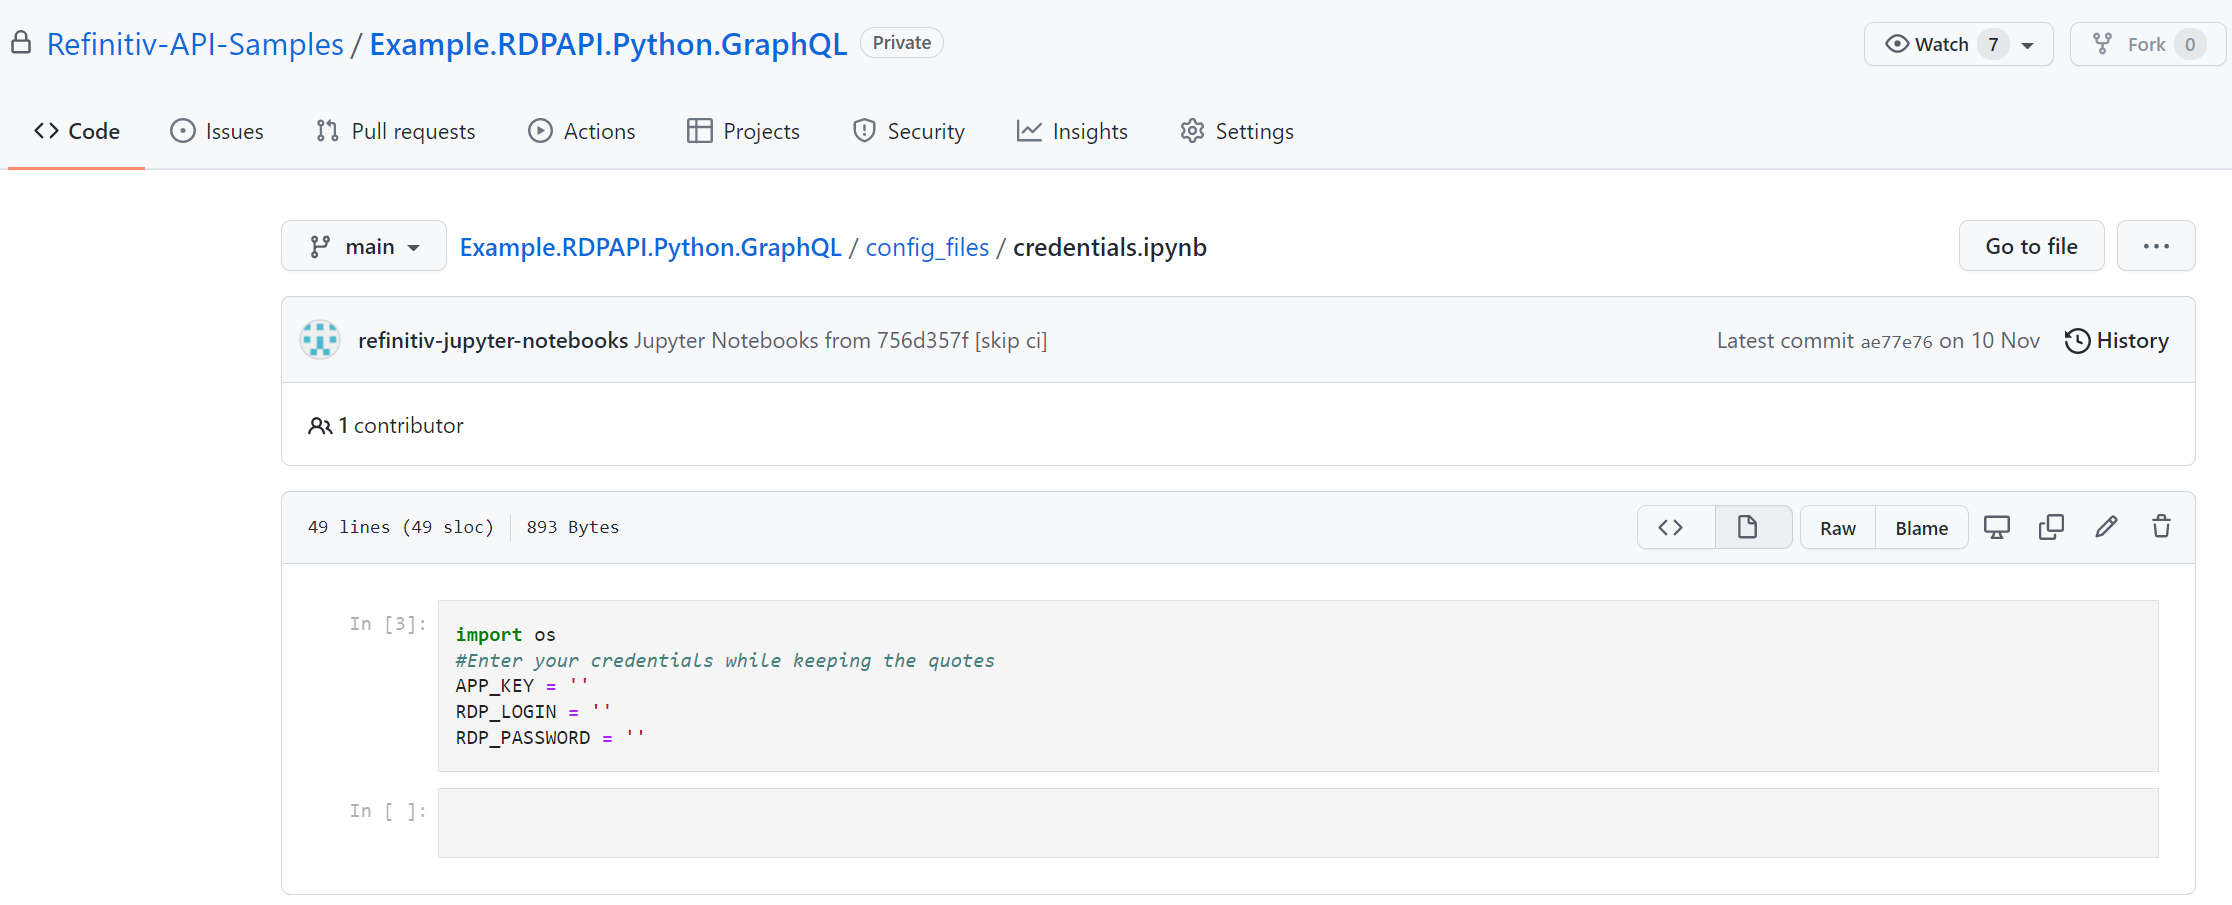 Refinitiv-API-Samples / Example.RDPAPI.Python.GraphQL Private Watch 7 Fork 0
Code Issues Pull requests Actions Projects Security Insights Settings
main Example.RDPAPI.Python.GraphQL / config_files / credentials.ipynb Go to file ...
refinitiv-jupyter-notebooks Jupyter Notebooks from 756d357f [skip ci] Latest commit ae77e76 on 10 Nov History
1 contributor
49 lines (49 sloc) 893 Bytes <> Raw Blame
In [3]: import os
#Enter your credentials while keeping the quotes
APP_KEY = ''
RDP_LOGIN = ''
RDP_PASSWORD = ''
In [ ]: